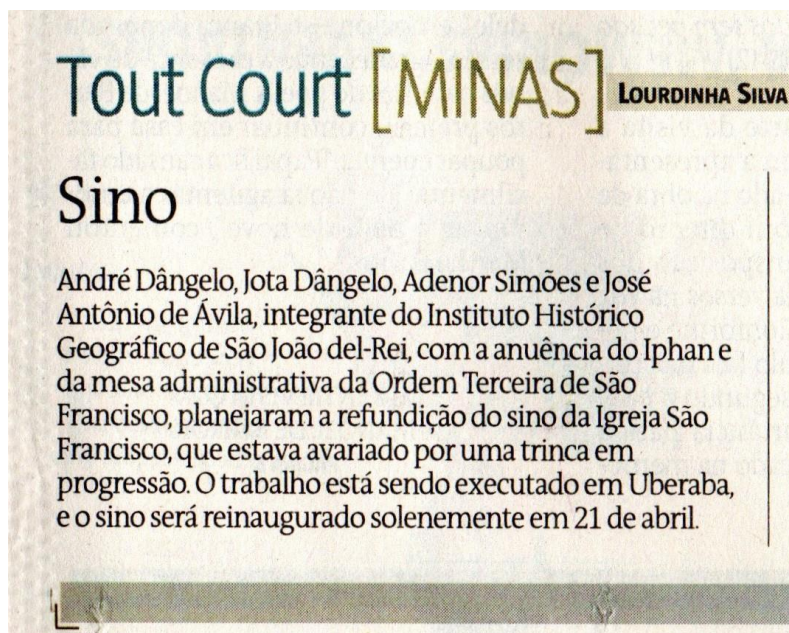 Tout Court [MINAS] LOURDINHA SILVA
Sino
André Dângelo, Jota Dângelo, Adenor Simões e José
Antônio de Ávila, integrante do Instituto Histórico
Geográfico de São João del-Rei, com a anuência do Iphan e
da mesa administrativa da Ordem Terceira de São
Francisco, planejaram a refundição do sino da Igreja São
Francisco, que estava avariado por uma trinca em
progressão. O trabalho está sendo executado em Uberaba,
e o sino será reinaugurado solenemente em 21 de abril.